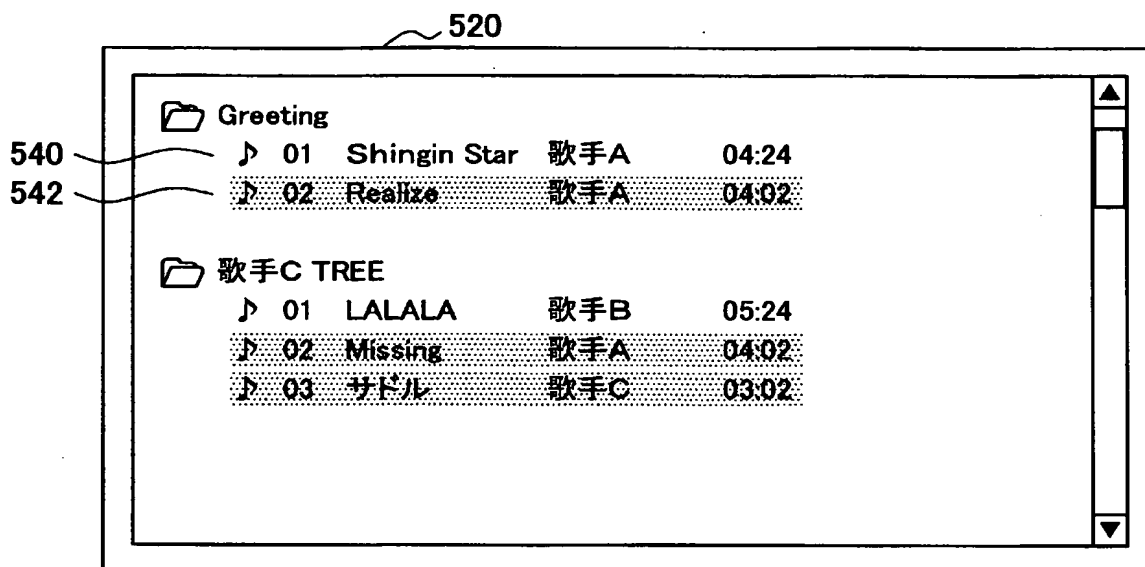 520
Greeting
540 ♪ 01 Shingin Star 歌手A 04:24
542 ♪ 02 Realize 歌手A 04:02
歌手C TREE
♪ 01 LALALA 歌手B 05:24
♪ 02 Missing 歌手A 04:02
♪ 03 サドル 歌手C 03:02